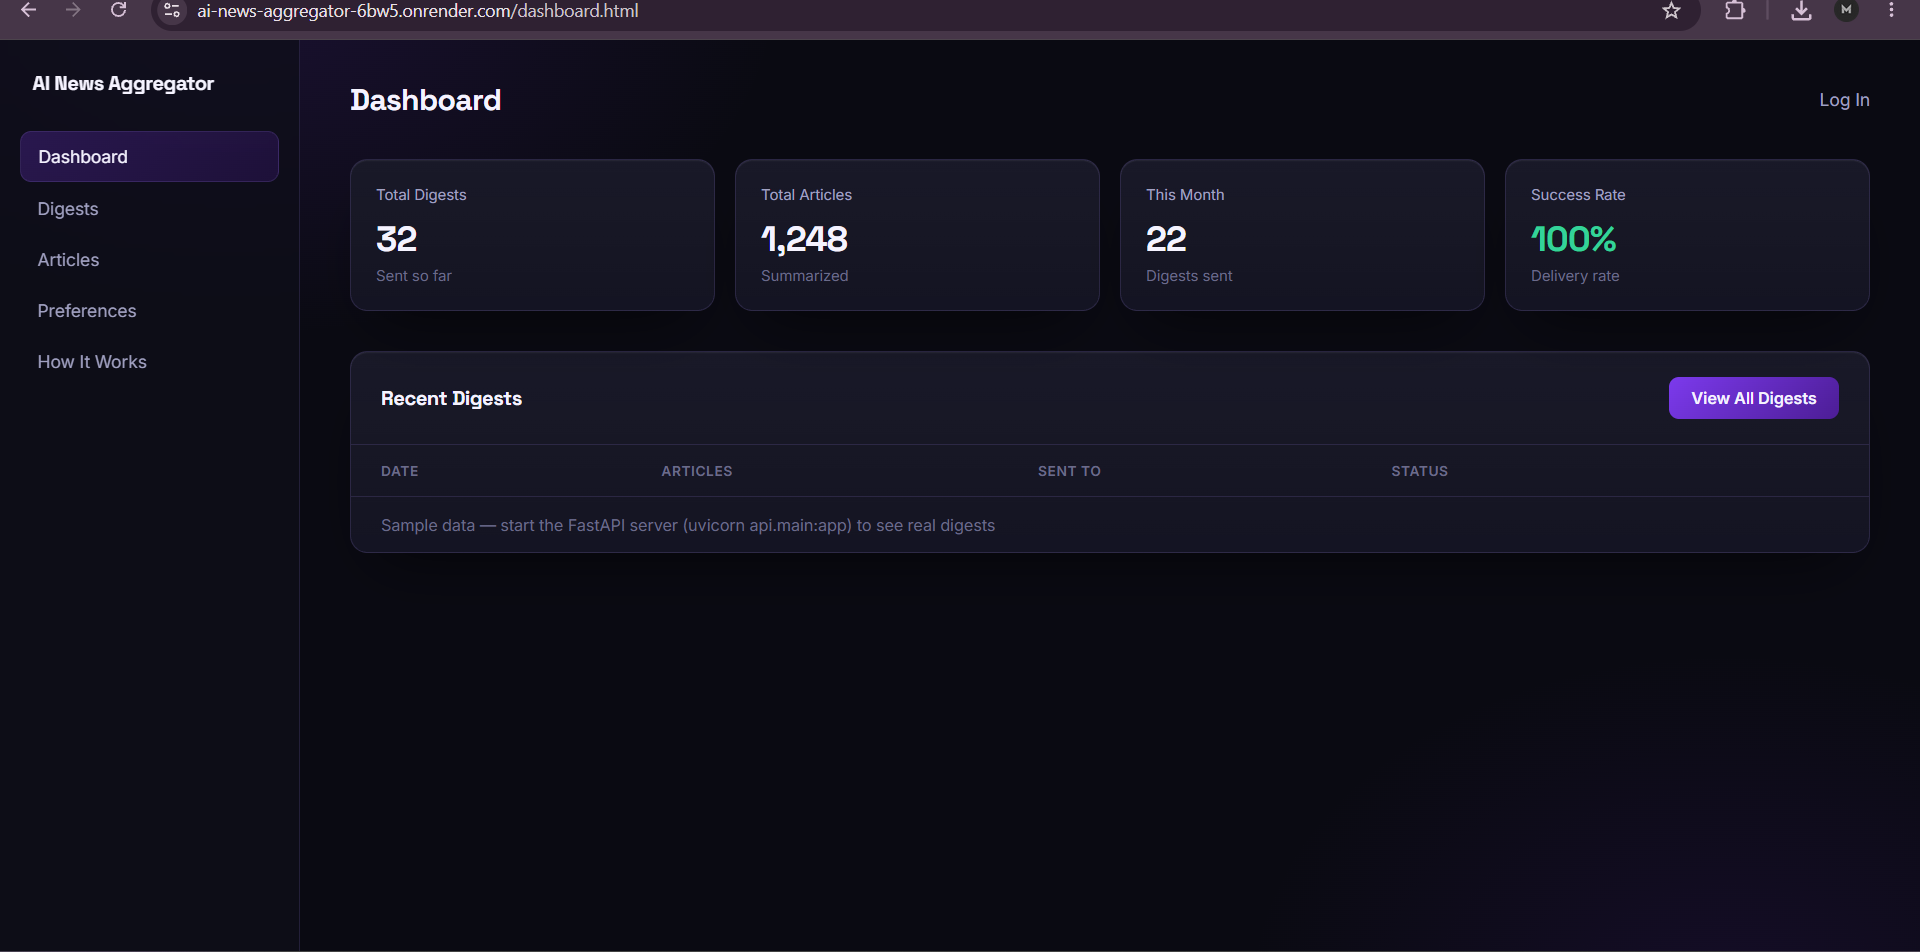 ai-news-aggregator-6bw5.onrender.com/dashboard.html
M
AI News Aggregator
Dashboard
Digests
Articles
Preferences
How It Works
Dashboard
Log In
Total Digests
32
Sent so far
Total Articles
1,248
Summarized
This Month
22
Digests sent
Success Rate
100%
Delivery rate
Recent Digests
View All Digests
DATE ARTICLES SENT TO STATUS
Sample data — start the FastAPI server (uvicorn api.main:app) to see real digests